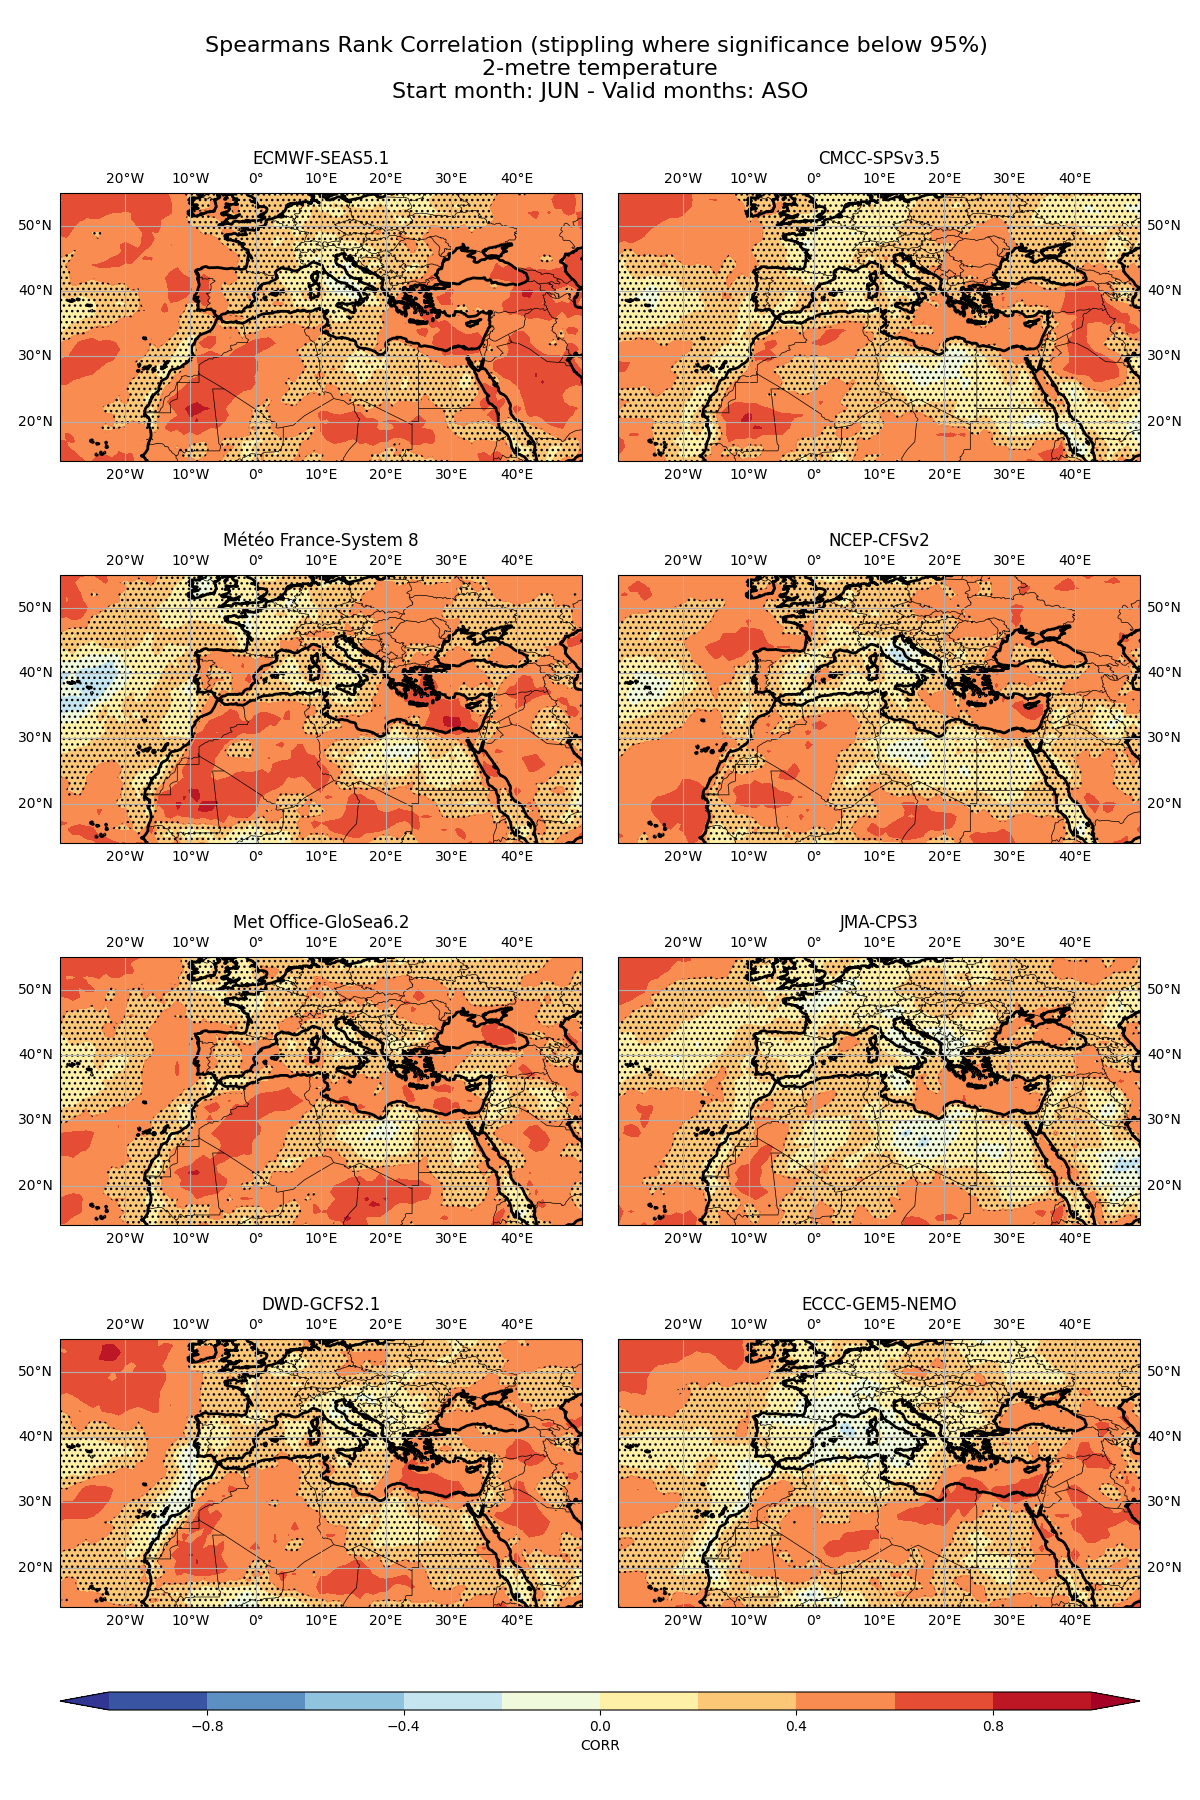 Spearmans Rank Correlation (stippling where significance below 95%)
2-metre temperature
Start month: JUN - Valid months: ASO
ECMWF-SEAS5.1
20°W 10°W 0° 10°E 20°E 30°E 40°E
50°N
40°N
30°N
20°N
20°W 10°W 0° 10°E 20°E 30°E 40°E
CMCC-SPSv3.5
20°W 10°W 0° 10°E 20°E 30°E 40°E
50°N
40°N
30°N
20°N
20°W 10°W 0° 10°E 20°E 30°E 40°E
Météo France-System 8
20°W 10°W 0° 10°E 20°E 30°E 40°E
50°N
40°N
30°N
20°N
20°W 10°W 0° 10°E 20°E 30°E 40°E
NCEP-CFSv2
20°W 10°W 0° 10°E 20°E 30°E 40°E
50°N
40°N
30°N
20°N
20°W 10°W 0° 10°E 20°E 30°E 40°E
Met Office-GloSea6.2
20°W 10°W 0° 10°E 20°E 30°E 40°E
50°N
40°N
30°N
20°N
20°W 10°W 0° 10°E 20°E 30°E 40°E
JMA-CPS3
20°W 10°W 0° 10°E 20°E 30°E 40°E
50°N
40°N
30°N
20°N
20°W 10°W 0° 10°E 20°E 30°E 40°E
DWD-GCFS2.1
20°W 10°W 0° 10°E 20°E 30°E 40°E
50°N
40°N
30°N
20°N
20°W 10°W 0° 10°E 20°E 30°E 40°E
ECCC-GEM5-NEMO
20°W 10°W 0° 10°E 20°E 30°E 40°E
50°N
40°N
30°N
20°N
20°W 10°W 0° 10°E 20°E 30°E 40°E
−0.8 −0.4 0.0 0.4 0.8
CORR